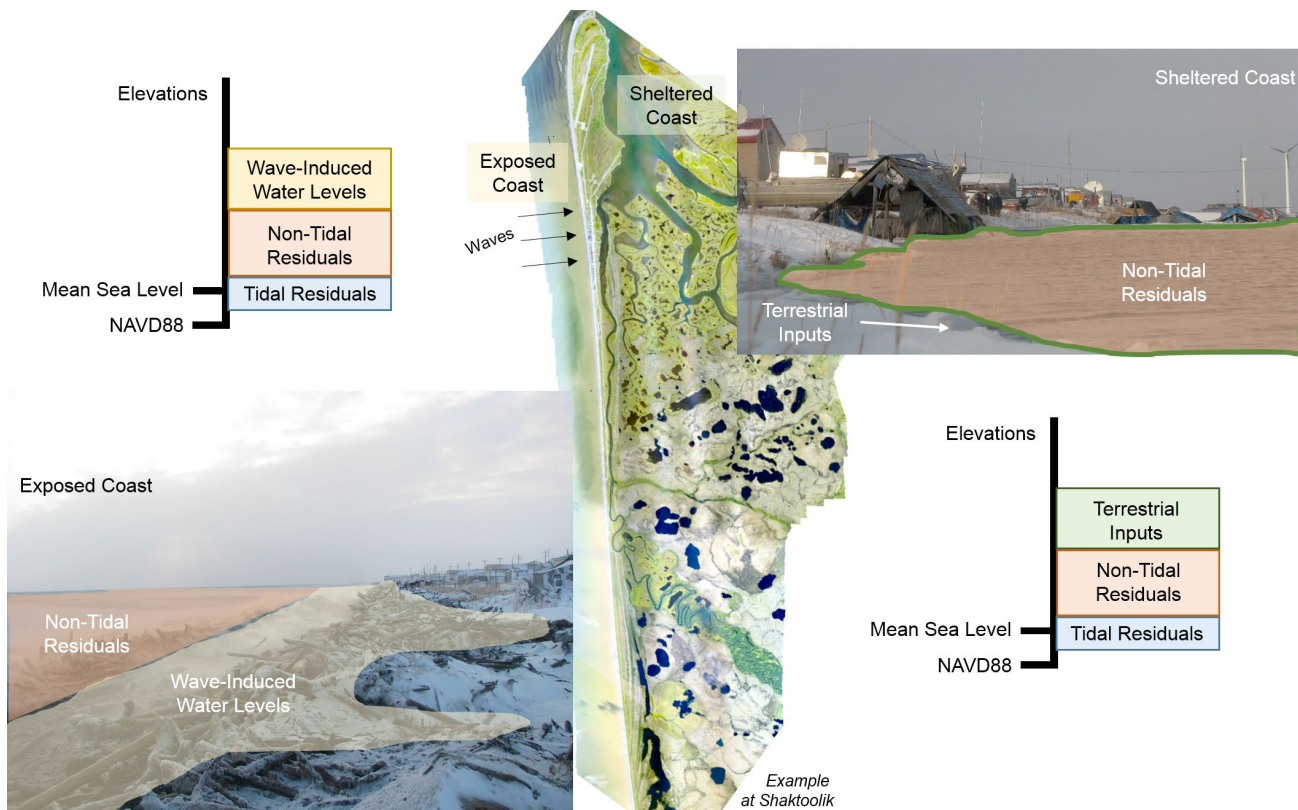 Elevations
Wave-Induced
Water Levels
Non-Tidal
Residuals
Mean Sea Level
Tidal Residuals
NAVD88
Sheltered
Coast
Exposed
Coast
Waves
Sheltered Coast
Non-Tidal
Residuals
Terrestrial
Inputs
Exposed Coast
Non-Tidal
Residuals
Wave-Induced
Water Levels
Elevations
Terrestrial
Inputs
Non-Tidal
Residuals
Mean Sea Level
Tidal Residuals
NAVD88
Example
at Shaktoolik